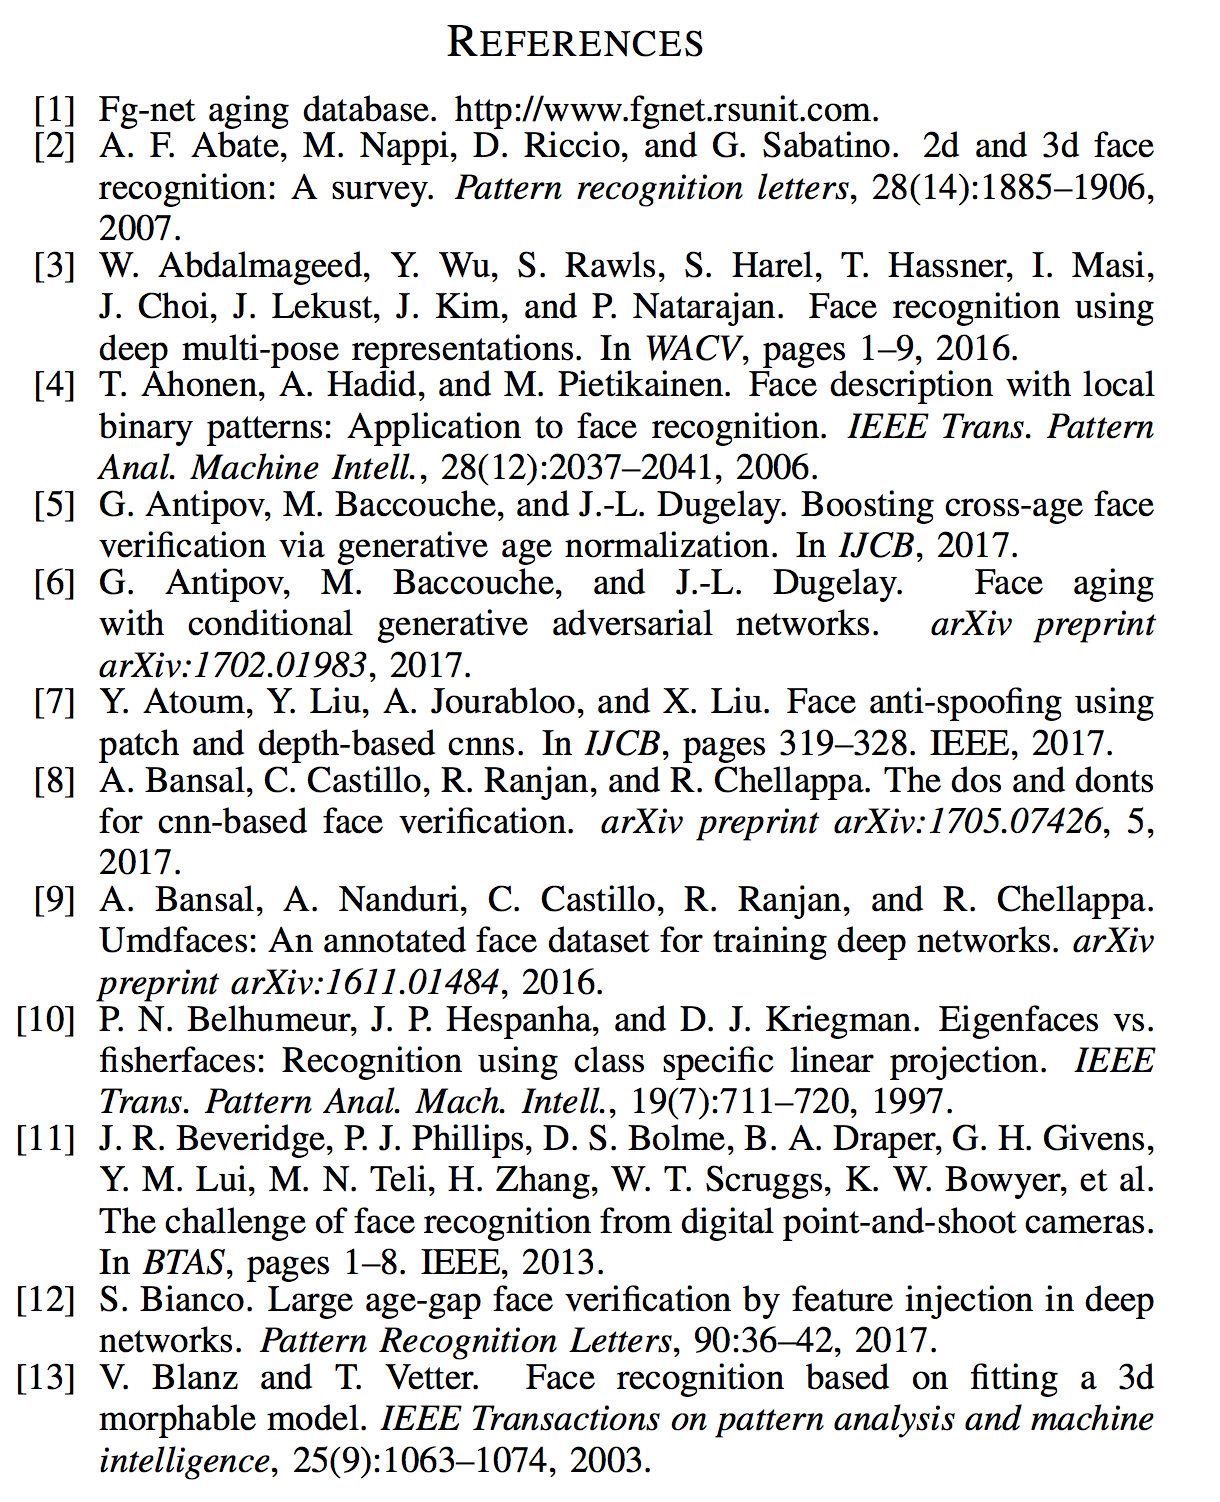 REFERENCES
[1] Fg-net aging database. http://www.fgnet.rsunit.com.
[2] A. F. Abate, M. Nappi, D. Riccio, and G. Sabatino. 2d and 3d face
recognition: A survey. Pattern recognition letters, 28(14):1885–1906,
2007.
[3] W. Abdalmageed, Y. Wu, S. Rawls, S. Harel, T. Hassner, I. Masi,
J. Choi, J. Lekust, J. Kim, and P. Natarajan. Face recognition using
deep multi-pose representations. In WACV, pages 1–9, 2016.
[4] T. Ahonen, A. Hadid, and M. Pietikainen. Face description with local
binary patterns: Application to face recognition. IEEE Trans. Pattern
Anal. Machine Intell., 28(12):2037–2041, 2006.
[5] G. Antipov, M. Baccouche, and J.-L. Dugelay. Boosting cross-age face
verification via generative age normalization. In IJCB, 2017.
[6] G. Antipov, M. Baccouche, and J.-L. Dugelay. Face aging
with conditional generative adversarial networks. arXiv preprint
arXiv:1702.01983, 2017.
[7] Y. Atoum, Y. Liu, A. Jourabloo, and X. Liu. Face anti-spoofing using
patch and depth-based cnns. In IJCB, pages 319–328. IEEE, 2017.
[8] A. Bansal, C. Castillo, R. Ranjan, and R. Chellappa. The dos and donts
for cnn-based face verification. arXiv preprint arXiv:1705.07426, 5,
2017.
[9] A. Bansal, A. Nanduri, C. Castillo, R. Ranjan, and R. Chellappa.
Umdfaces: An annotated face dataset for training deep networks. arXiv
preprint arXiv:1611.01484, 2016.
[10] P. N. Belhumeur, J. P. Hespanha, and D. J. Kriegman. Eigenfaces vs.
fisherfaces: Recognition using class specific linear projection. IEEE
Trans. Pattern Anal. Mach. Intell., 19(7):711–720, 1997.
[11] J. R. Beveridge, P. J. Phillips, D. S. Bolme, B. A. Draper, G. H. Givens,
Y. M. Lui, M. N. Teli, H. Zhang, W. T. Scruggs, K. W. Bowyer, et al.
The challenge of face recognition from digital point-and-shoot cameras.
In BTAS, pages 1–8. IEEE, 2013.
[12] S. Bianco. Large age-gap face verification by feature injection in deep
networks. Pattern Recognition Letters, 90:36–42, 2017.
[13] V. Blanz and T. Vetter. Face recognition based on fitting a 3d
morphable model. IEEE Transactions on pattern analysis and machine
intelligence, 25(9):1063–1074, 2003.